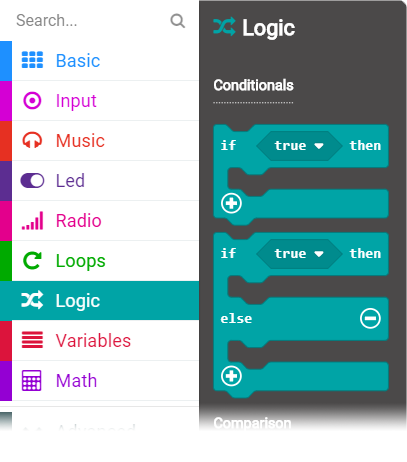 Search...
Basic
Input
Music
Led
Radio
Loops
Logic
Variables
Math
Advanced
Logic
Conditionals
if true then
if true then
else
Comparison